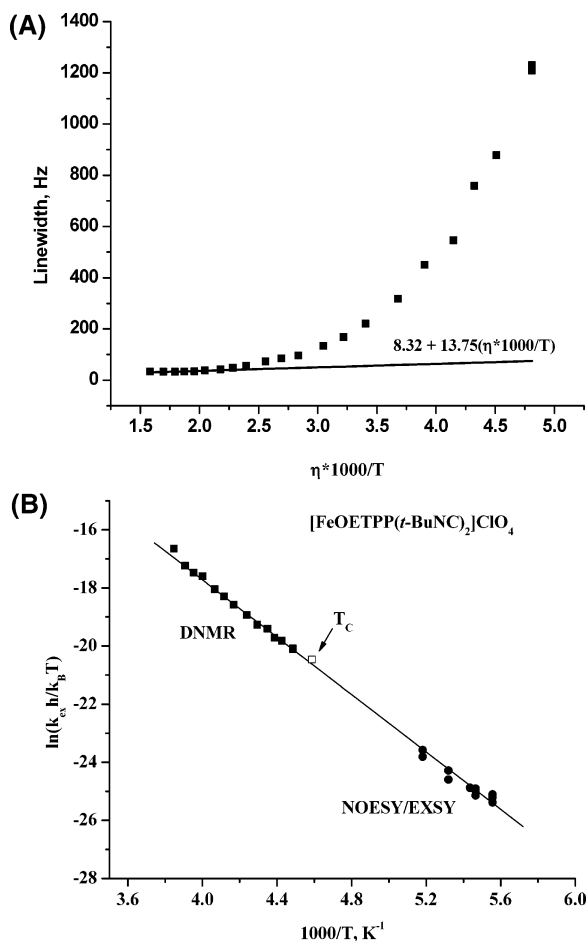 (A)
1400
1200
1000
800
600
400
200
0
Linewidth, Hz
8.32 + 13.75(η*1000/T)
1.5 2.0 2.5 3.0 3.5 4.0 4.5 5.0
η*1000/T
(B)
[FeOETPP(t-BuNC)₂]ClO₄
-16
-18
-20
-22
-24
-26
-28
ln(k_ex h/k_B T)
DNMR
T_C
NOESY/EXSY
3.6 4.0 4.4 4.8 5.2 5.6 6.0
1000/T, K⁻¹